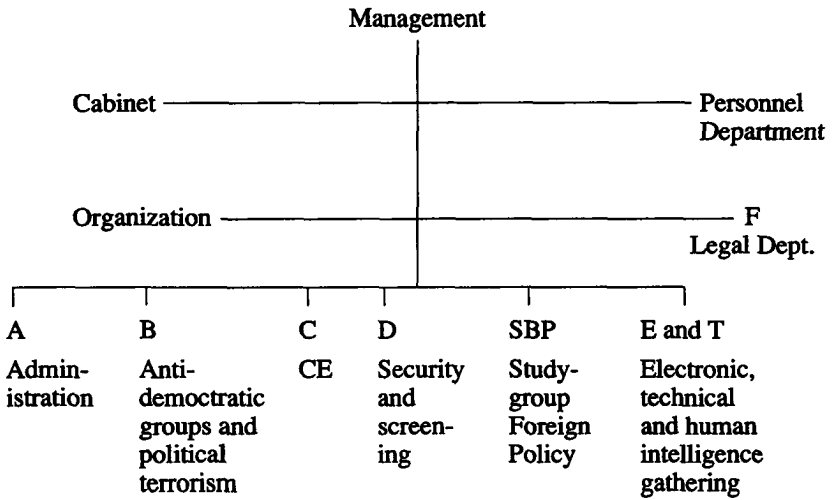 Management
Cabinet
Personnel
Department
Organization
F
Legal Dept.
A
Admin-
istration
B
Anti-
democtratic
groups and
political
terrorism
C
CE
D
Security
and
screen-
ing
SBP
Study-
group
Foreign
Policy
E and T
Electronic,
technical
and human
intelligence
gathering